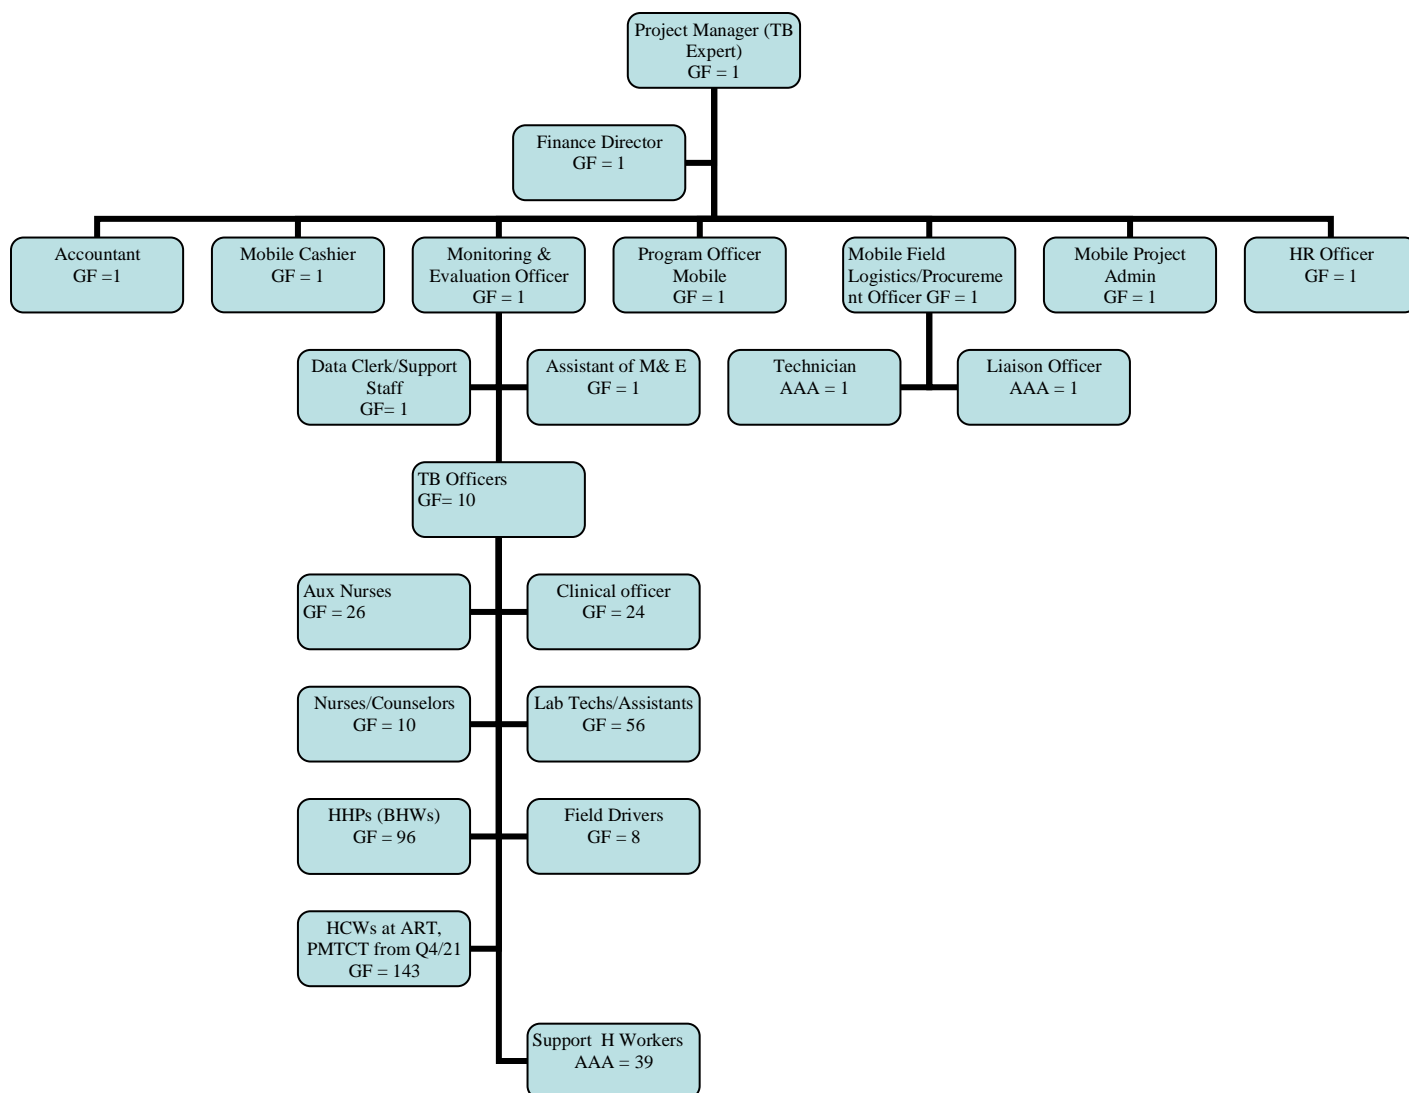 Project Manager (TB
Expert)
GF = 1
Finance Director
GF = 1
Accountant
GF =1
Mobile Cashier
GF = 1
Monitoring &
Evaluation Officer
GF = 1
Program Officer
Mobile
GF = 1
Mobile Field
Logistics/Procureme
nt Officer GF = 1
Mobile Project
Admin
GF = 1
HR Officer
GF = 1
Data Clerk/Support
Staff
GF= 1
Assistant of M& E
GF = 1
Technician
AAA = 1
Liaison Officer
AAA = 1
TB Officers
GF= 10
Aux Nurses
GF = 26
Clinical officer
GF = 24
Nurses/Counselors
GF = 10
Lab Techs/Assistants
GF = 56
HHPs (BHWs)
GF = 96
Field Drivers
GF = 8
HCWs at ART,
PMTCT from Q4/21
GF = 143
Support  H Workers
AAA = 39